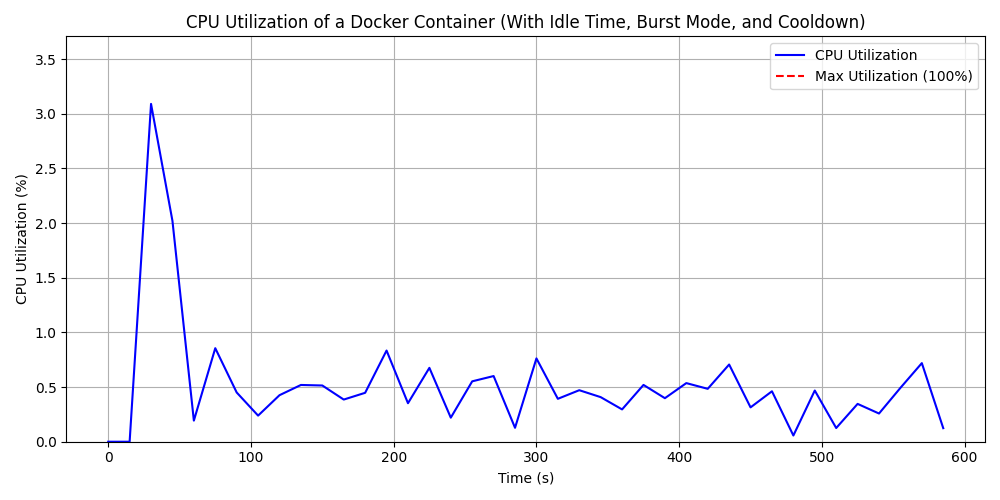 CPU Utilization of a Docker Container (With Idle Time, Burst Mode, and Cooldown)
CPU Utilization
Max Utilization (100%)
CPU Utilization (%)
3.5
3.0
2.5
2.0
1.5
1.0
0.5
0.0
0 100 200 300 400 500 600
Time (s)